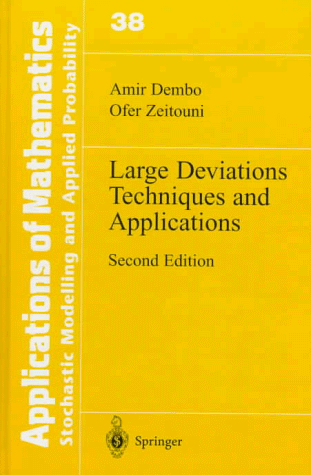 38
Applications of Mathematics
Stochastic Modelling and Applied Probability
Amir Dembo
Ofer Zeitouni
Large Deviations
Techniques and
Applications
Second Edition
Springer